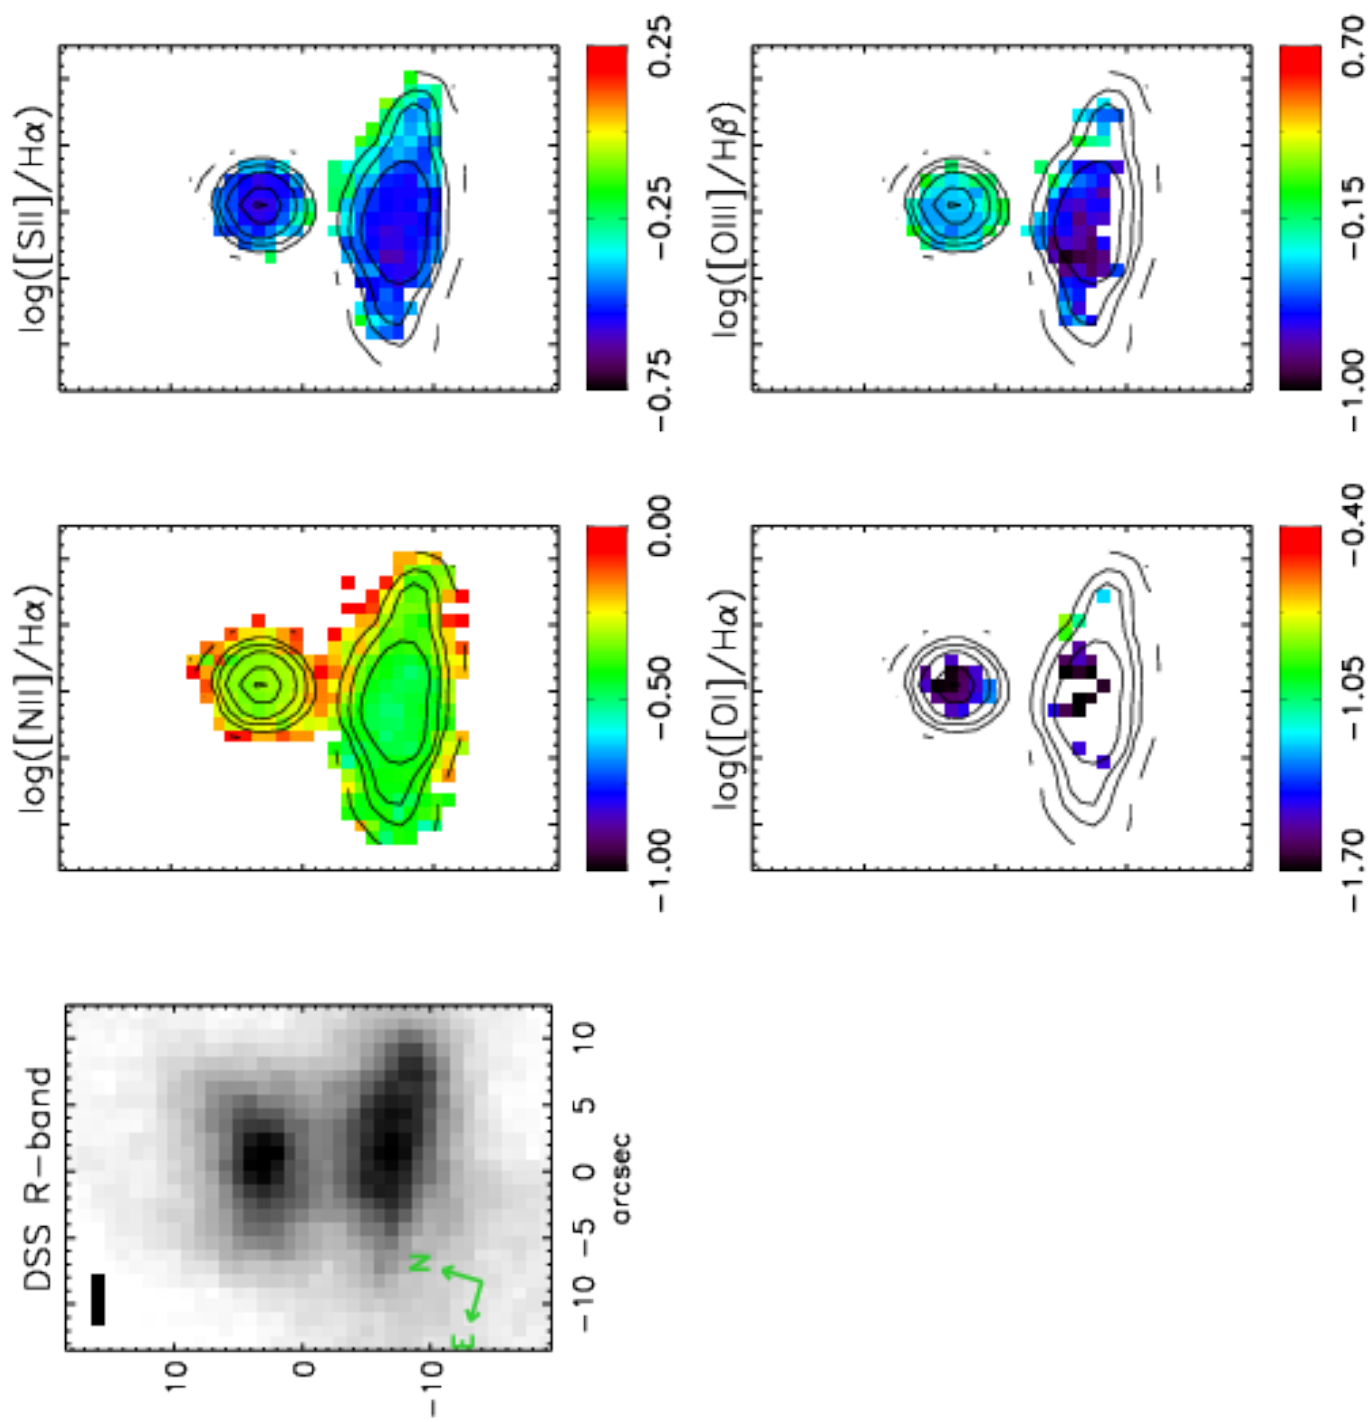 DSS R-band
log([NII]/Hα)
log([SII]/Hα)
10
0
-10
N
E
-10 -5 0 5 10
arcsec
-1.00 -0.50 0.00
-0.75 -0.25 0.25
log([OI]/Hα)
log([OIII]/Hβ)
-1.70 -1.05 -0.40
-1.00 -0.15 0.70